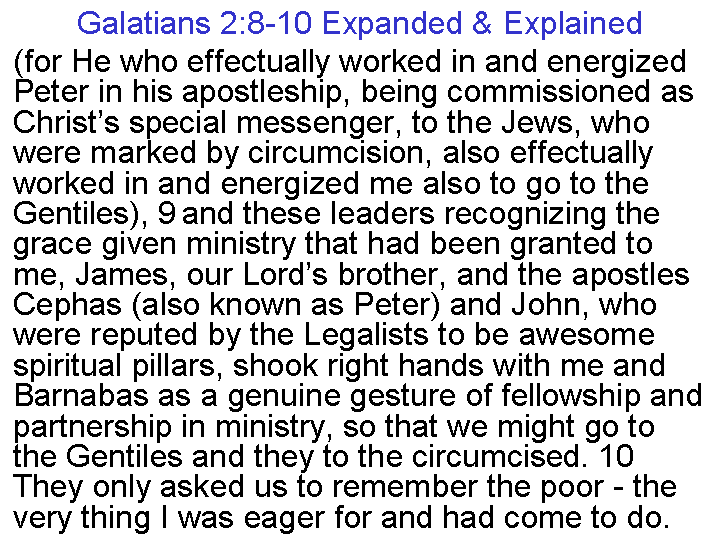 Galatians 2:8-10 Expanded & Explained
(for He who effectually worked in and energized
Peter in his apostleship, being commissioned as
Christ’s special messenger, to the Jews, who
were marked by circumcision, also effectually
worked in and energized me also to go to the
Gentiles), 9 and these leaders recognizing the
grace given ministry that had been granted to
me, James, our Lord’s brother, and the apostles
Cephas (also known as Peter) and John, who
were reputed by the Legalists to be awesome
spiritual pillars, shook right hands with me and
Barnabas as a genuine gesture of fellowship and
partnership in ministry, so that we might go to
the Gentiles and they to the circumcised. 10
They only asked us to remember the poor - the
very thing I was eager for and had come to do.